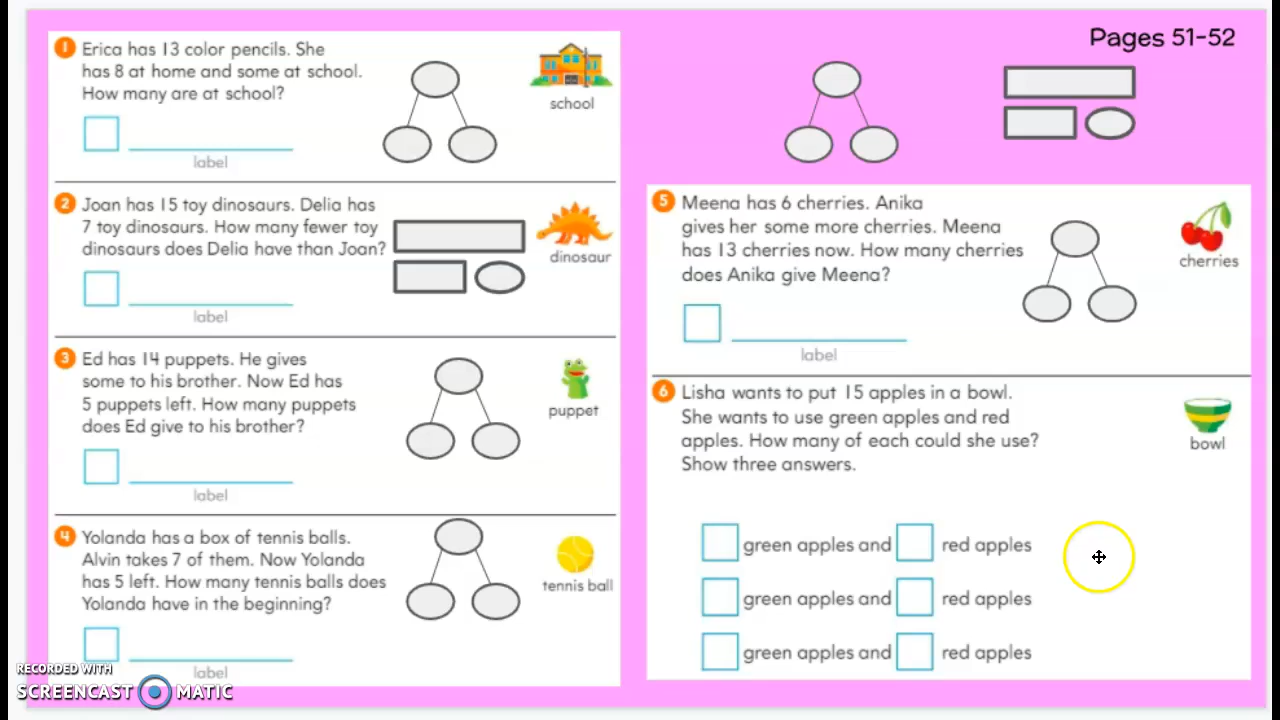 Pages 51-52
1 Erica has 13 color pencils. She
has 8 at home and some at school.
How many are at school?
school
label
2 Joan has 15 toy dinosaurs. Delia has
7 toy dinosaurs. How many fewer toy
dinosaurs does Delia have than Joan?
dinosaur
label
3 Ed has 14 puppets. He gives
some to his brother. Now Ed has
5 puppets left. How many puppets
does Ed give to his brother?
puppet
label
4 Yolanda has a box of tennis balls.
Alvin takes 7 of them. Now Yolanda
has 5 left. How many tennis balls does
Yolanda have in the beginning?
tennis ball
label
5 Meena has 6 cherries. Anika
gives her some more cherries. Meena
has 13 cherries now. How many cherries
does Anika give Meena?
cherries
label
6 Lisha wants to put 15 apples in a bowl.
She wants to use green apples and red
apples. How many of each could she use?
Show three answers.
bowl
green apples and red apples
green apples and red apples
green apples and red apples
RECORDED WITH
SCREENCAST MATIC